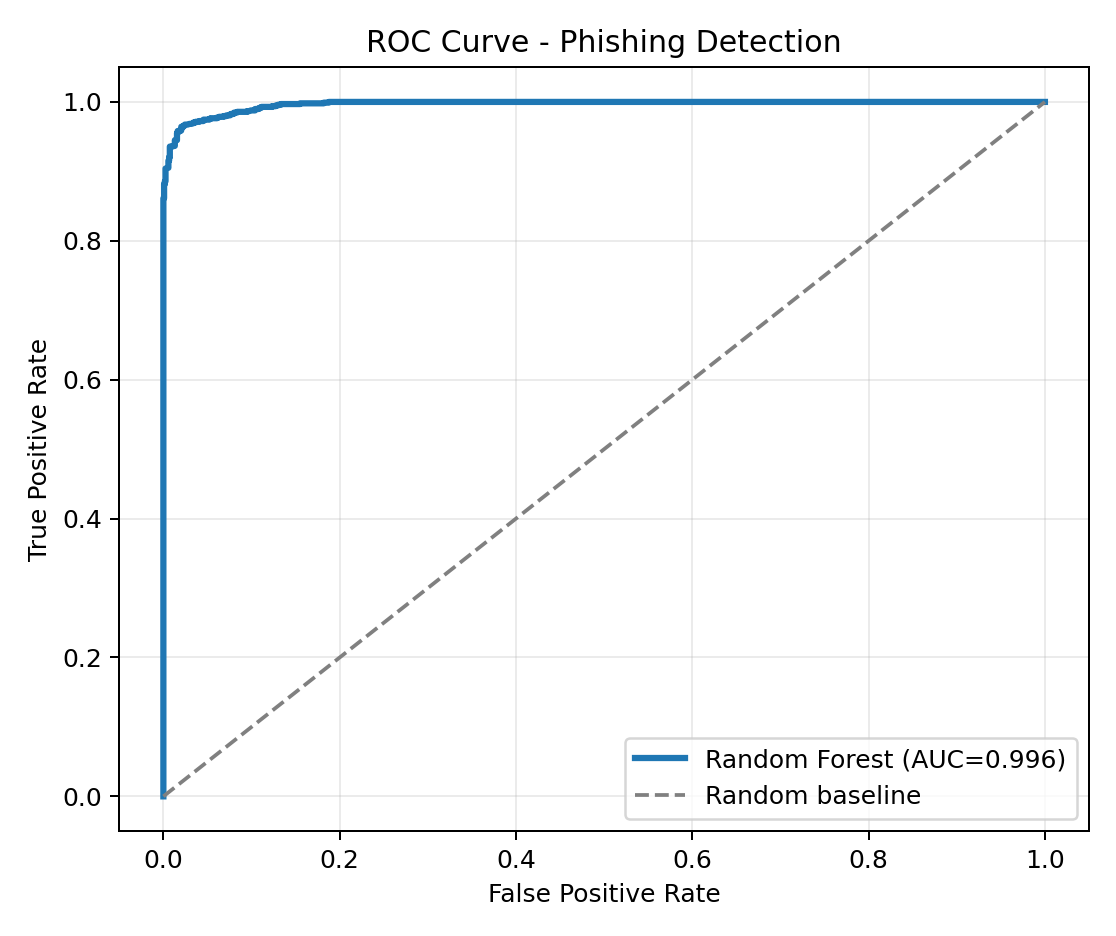 ROC Curve - Phishing Detection
1.0
0.8
0.6
0.4
0.2
0.0
True Positive Rate
Random Forest (AUC=0.996)
Random baseline
0.0 0.2 0.4 0.6 0.8 1.0
False Positive Rate